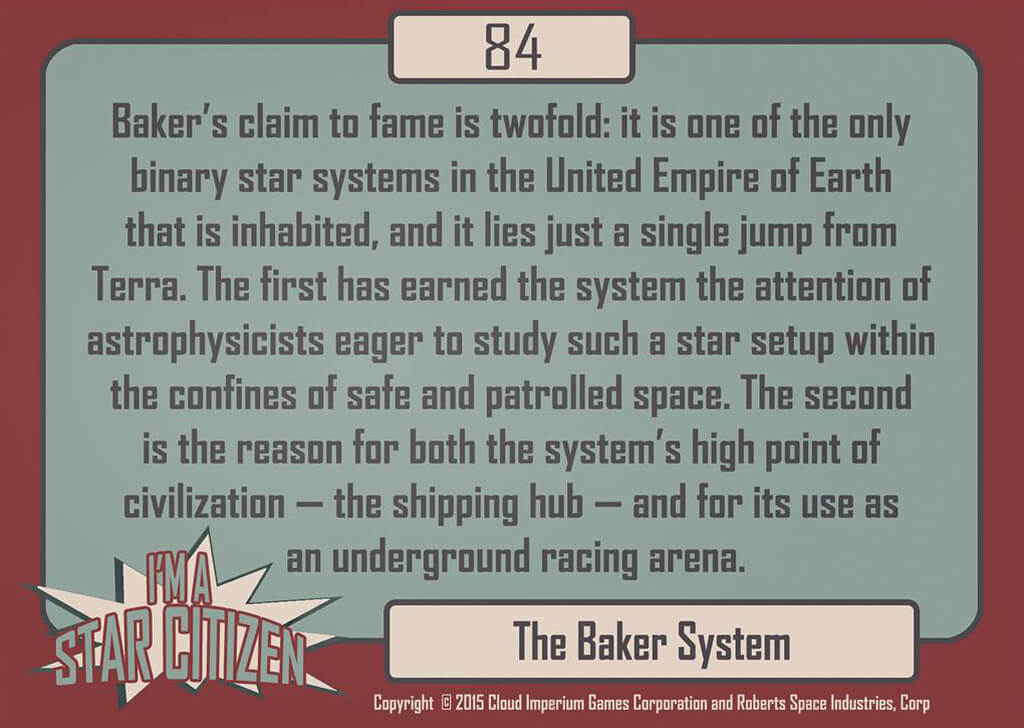 84
Baker's claim to fame is twofold: it is one of the only
binary star systems in the United Empire of Earth
that is inhabited, and it lies just a single jump from
Terra. The first has earned the system the attention of
astrophysicists eager to study such a star setup within
the confines of safe and patrolled space. The second
is the reason for both the system's high point of
civilization — the shipping hub — and for its use as
an underground racing arena.
I'M A
STAR CITIZEN
The Baker System
Copyright © 2015 Cloud Imperium Games Corporation and Roberts Space Industries, Corp